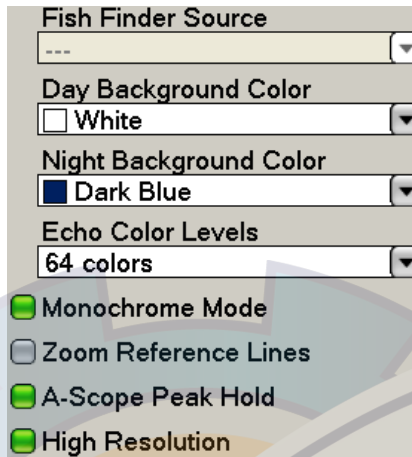 Fish Finder Source
---
Day Background Color
White
Night Background Color
Dark Blue
Echo Color Levels
64 colors
Monochrome Mode
Zoom Reference Lines
A-Scope Peak Hold
High Resolution